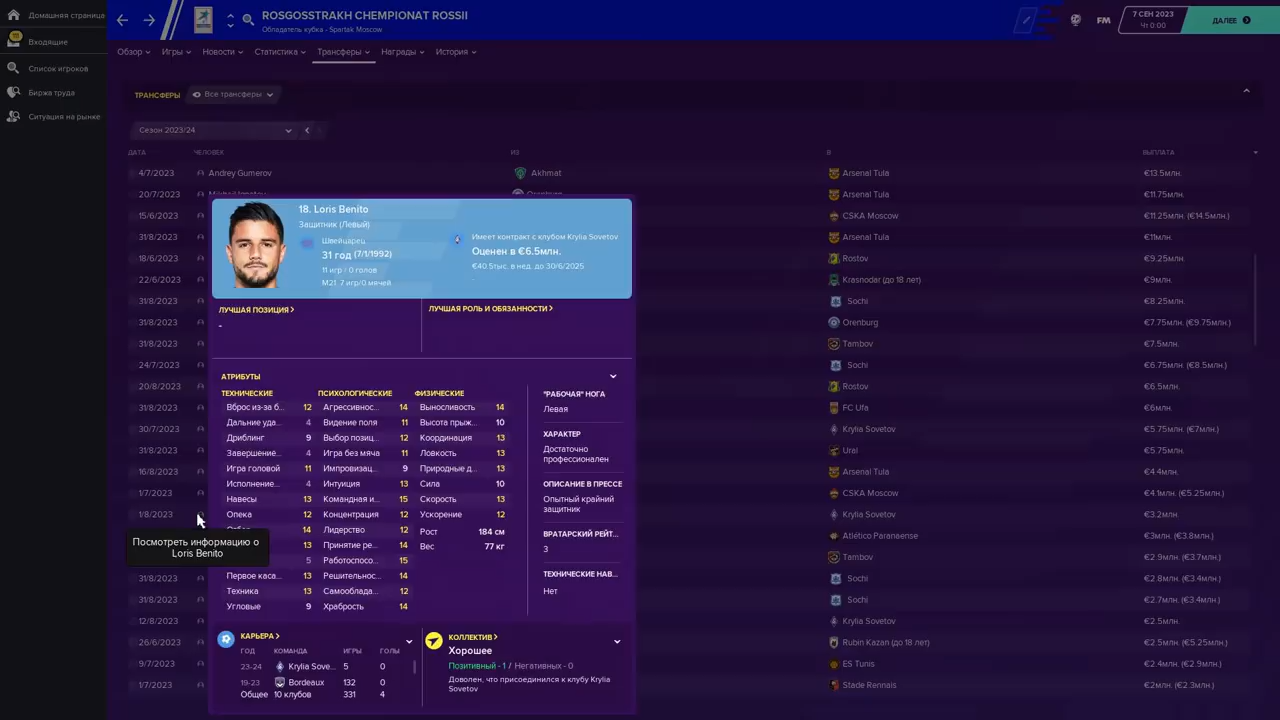 Домашняя страница
Входящие
Список игроков
Биржа труда
Ситуация на рынке
ROSGOSSTRAKH CHEMPIONAT ROSSII
Обладатель кубка - Spartak Moscow
FM
7 СЕН 2023
Чт 0:00
ДАЛЕЕ
Обзор Игры Новости Статистика Трансферы Награды История
ТРАНСФЕРЫ Все трансферы
Сезон 2023/24
ДАТА ЧЕЛОВЕК ИЗ В ВЫПЛАТА
4/7/2023 Andrey Gumerov Akhmat Arsenal Tula €13.5млн.
20/7/2023 Arsenal Tula €11.75млн.
15/6/2023 CSKA Moscow €11.25млн. (€14.5млн.)
31/8/2023 Arsenal Tula €11млн.
18/6/2023 Rostov €9.25млн.
22/6/2023 Krasnodar (до 18 лет) €9млн.
31/8/2023 Sochi €8.25млн.
31/8/2023 Orenburg €7.75млн. (€9.75млн.)
31/8/2023 Tambov €7.5млн.
24/7/2023 Sochi €6.75млн. (€8.5млн.)
20/8/2023 Rostov €6.5млн.
31/8/2023 FC Ufa €6млн.
30/7/2023 Krylia Sovetov €5.75млн. (€7млн.)
31/8/2023 Ural €5.75млн.
16/8/2023 Arsenal Tula €4.4млн.
1/7/2023 CSKA Moscow €4.1млн. (€5.25млн.)
1/8/2023 Krylia Sovetov €3.2млн.
Atlético Paranaense €3млн. (€3.8млн.)
Tambov €2.9млн. (€3.7млн.)
31/8/2023 Sochi €2.8млн. (€3.4млн.)
31/8/2023 Sochi €2.7млн. (€3.4млн.)
12/8/2023 Krylia Sovetov €2.5млн.
26/6/2023 Rubin Kazan (до 18 лет) €2.5млн. (€5.25млн.)
9/7/2023 ES Tunis €2.4млн. (€2.9млн.)
1/7/2023 Stade Rennais €2млн. (€2.3млн.)
18. Loris Benito
Защитник (Левый)
Швейцарец
31 год (7/1/1992)
11 игр / 0 голов
М21: 7 игр/0 мячей
Имеет контракт с клубом Krylia Sovetov
Оценен в €6.5млн.
€40.5тыс. в нед. до 30/6/2025
ЛУЧШАЯ ПОЗИЦИЯ
-
ЛУЧШАЯ РОЛЬ И ОБЯЗАННОСТИ
АТРИБУТЫ
ТЕХНИЧЕСКИЕ ПСИХОЛОГИЧЕСКИЕ ФИЗИЧЕСКИЕ
Вброс из-за б... 12 Агрессивнос... 14 Выносливость 14
Дальние уда... 4 Видение поля 11 Высота прыж... 10
Дриблинг 9 Выбор позиц... 12 Координация 13
Завершение... 4 Игра без мяча 11 Ловкость 13
Игра головой 11 Импровизац... 9 Природные д... 13
Исполнение... 4 Интуиция 13 Сила 10
Навесы 13 Командная и... 15 Скорость 13
Опека 12 Концентрация 12 Ускорение 12
14 Лидерство 12 Рост 184 см
13 Принятие ре... 14 Вес 77 кг
5 Работоспосо... 15
Первое каса... 13 Решительнос... 14
Техника 13 Самооблада... 12
Угловые 9 Храбрость 14
"РАБОЧАЯ" НОГА
Левая
ХАРАКТЕР
Достаточно
профессионален
ОПИСАНИЕ В ПРЕССЕ
Опытный крайний
защитник
ВРАТАРСКИЙ РЕЙТ...
3
ТЕХНИЧЕСКИЕ НАВ...
Нет
Посмотреть информацию о
Loris Benito
КАРЬЕРА
ГОД КОМАНДА ИГРЫ ГОЛЫ
23-24 Krylia Sove... 5 0
19-23 Bordeaux 132 0
Общее 10 клубов 331 4
КОЛЛЕКТИВ
Хорошее
Позитивный - 1 / Негативных - 0
Доволен, что присоединился к клубу Krylia
Sovetov